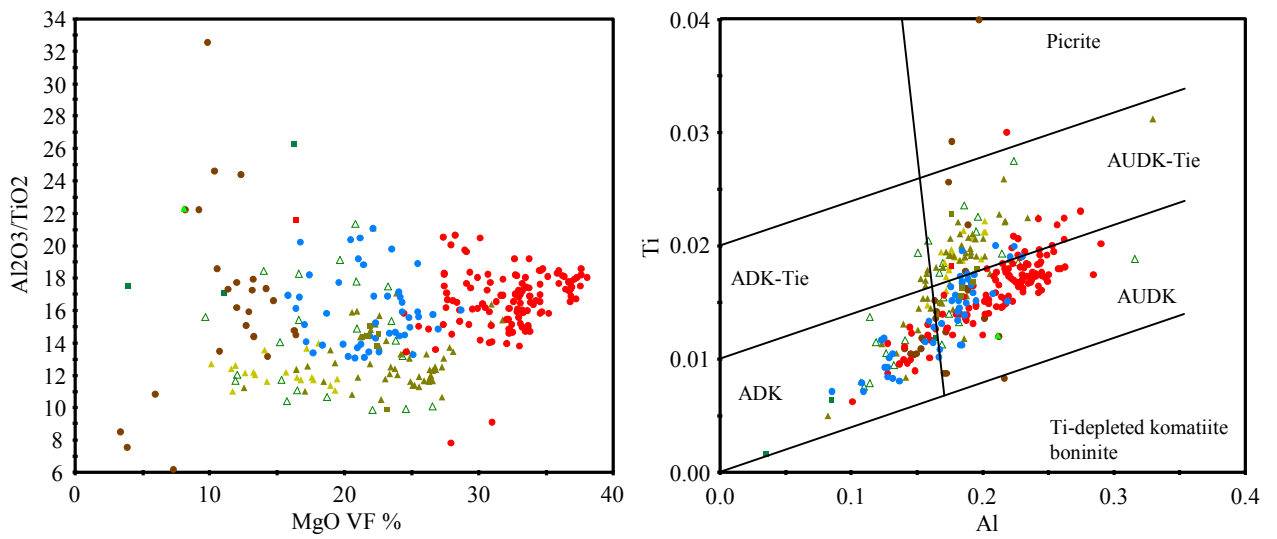 34
32
30
28
26
24
22
20
18
16
14
12
10
8
6
Al2O3/TiO2
0
10
20
30
40
MgO VF %
0.04
0.03
0.02
0.01
0.00
Ti
Picrite
AUDK-Tie
ADK-Tie
AUDK
ADK
Ti-depleted komatiite
boninite
0.0
0.1
0.2
0.3
0.4
Al